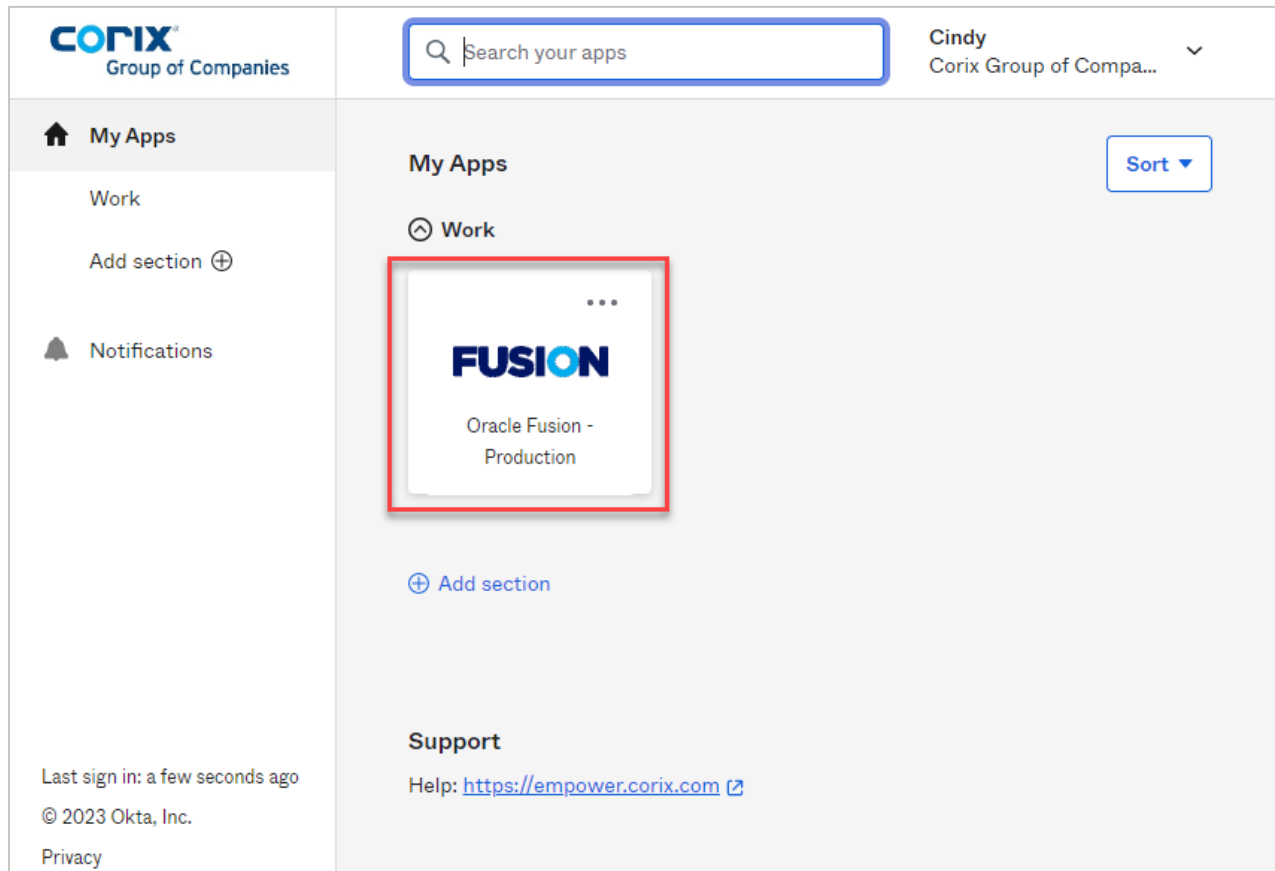 CORIX
Group of Companies
Search your apps
Cindy
Corix Group of Compa...
My Apps
Work
Add section
Notifications
Last sign in: a few seconds ago
© 2023 Okta, Inc.
Privacy
My Apps
Sort
Work
FUSION
Oracle Fusion -
Production
Add section
Support
Help: https://empower.corix.com